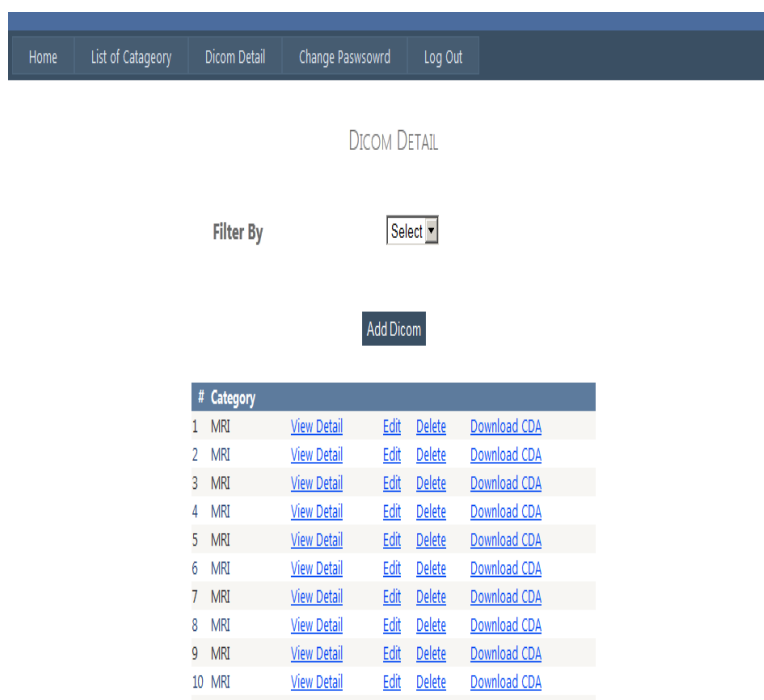 Home List of Catageory Dicom Detail Change Paswsowrd Log Out
DICOM DETAIL
Filter By Select
Add Dicom
# Category
1 MRI View Detail Edit Delete Download CDA
2 MRI View Detail Edit Delete Download CDA
3 MRI View Detail Edit Delete Download CDA
4 MRI View Detail Edit Delete Download CDA
5 MRI View Detail Edit Delete Download CDA
6 MRI View Detail Edit Delete Download CDA
7 MRI View Detail Edit Delete Download CDA
8 MRI View Detail Edit Delete Download CDA
9 MRI View Detail Edit Delete Download CDA
10 MRI View Detail Edit Delete Download CDA